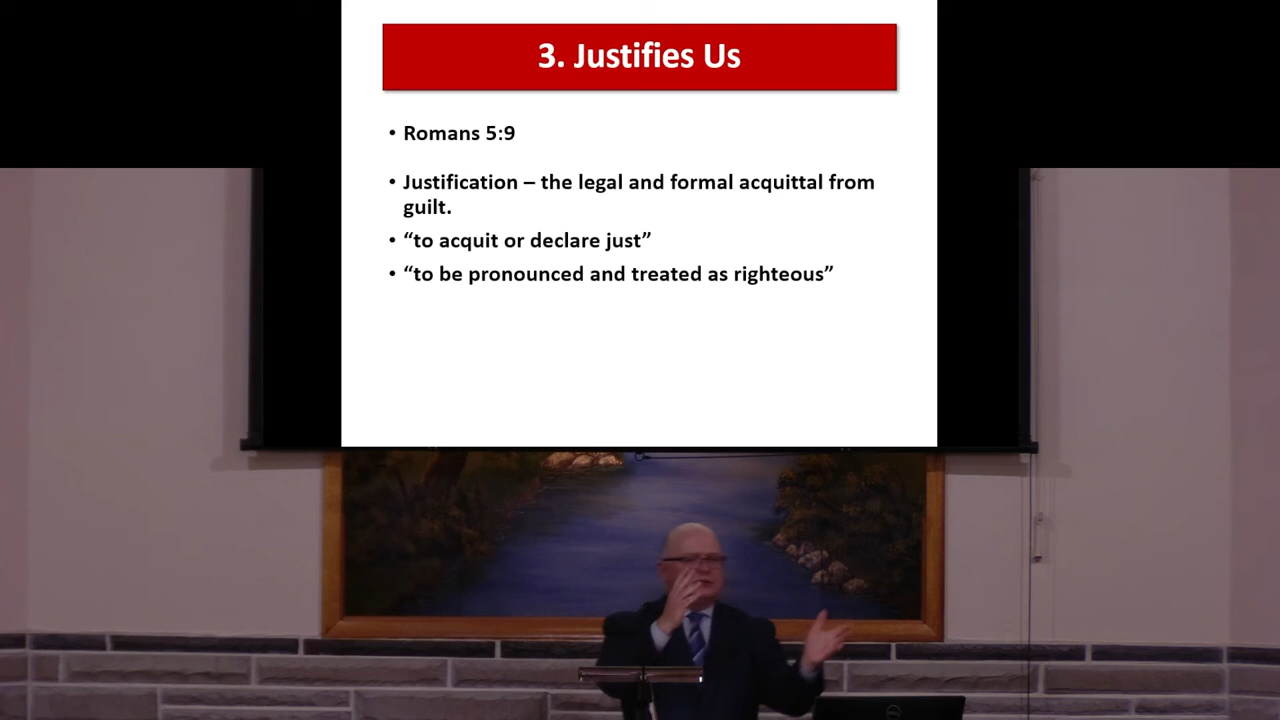 3. Justifies Us
• Romans 5:9
• Justification – the legal and formal acquittal from
guilt.
• “to acquit or declare just”
• “to be pronounced and treated as righteous”